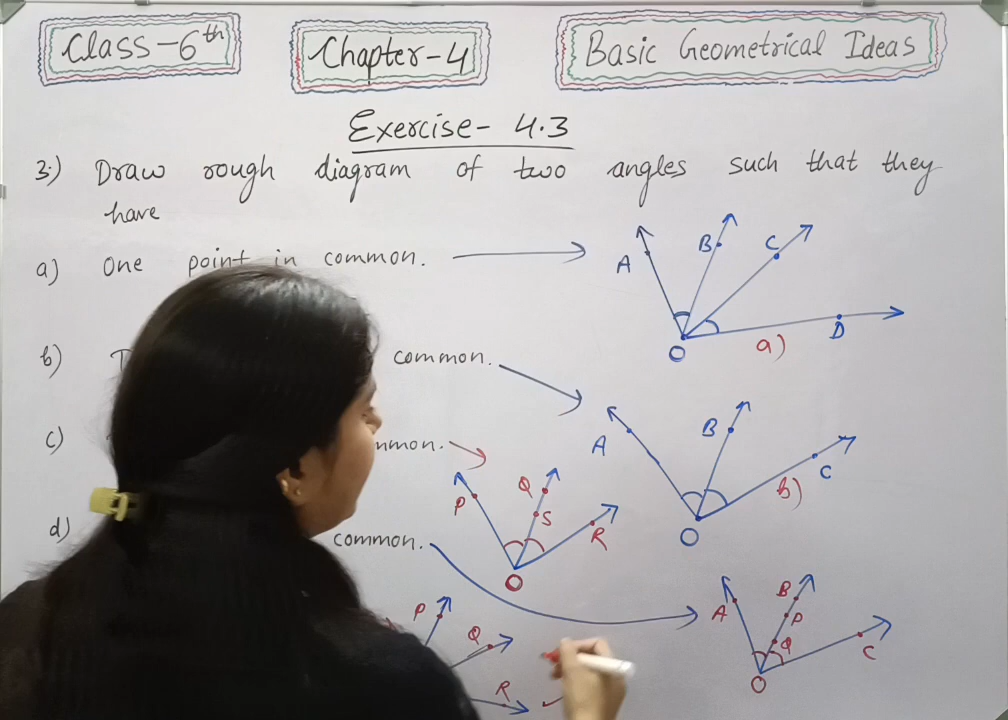 Class-6th
Chapter-4
Basic Geometrical Ideas
Exercise- 4.3
3.) Draw rough diagram of two angles such that they
have
a) One point in common.
A B C D O a)
b) common.
A B C O b)
c) common.
P Q S R O
d) common.
A B P Q C O
P Q R